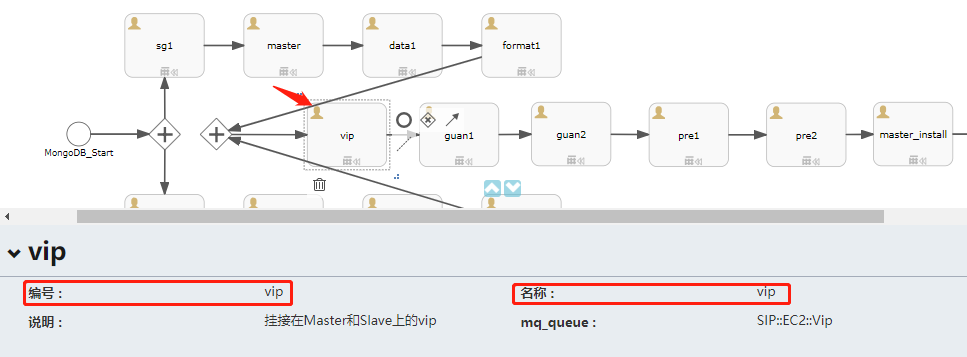 sg1
master
data1
format1
MongoDB_Start
vip
guan1
guan2
pre1
pre2
master_install
vip
编号： vip
名称： vip
说明： 挂接在Master和Slave上的vip
mq_queue： SIP::EC2::Vip